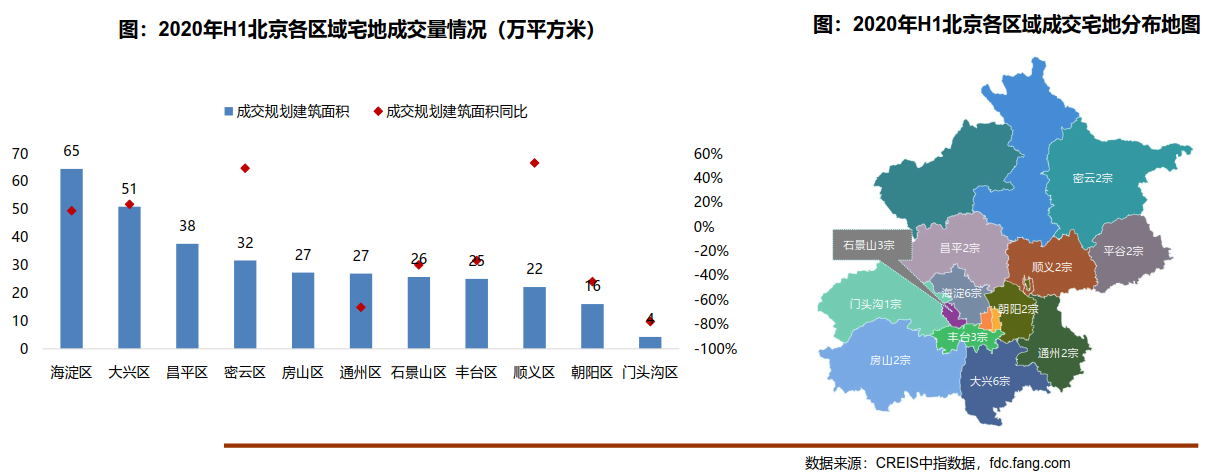 图：2020年H1北京各区域宅地成交量情况（万平方米）
成交规划建筑面积 成交规划建筑面积同比
70
60
50
40
30
20
10
0
65
51
38
32
27
27
26
25
22
16
4
60%
40%
20%
0%
-20%
-40%
-60%
-80%
-100%
海淀区 大兴区 昌平区 密云区 房山区 通州区 石景山区 丰台区 顺义区 朝阳区 门头沟区
图：2020年H1北京各区域成交宅地分布地图
密云2宗
石景山3宗
昌平2宗
平谷2宗
顺义2宗
海淀6宗
门头沟1宗
朝阳2宗
丰台3宗
通州2宗
房山2宗
大兴6宗
数据来源：CREIS中指数据，fdc.fang.com